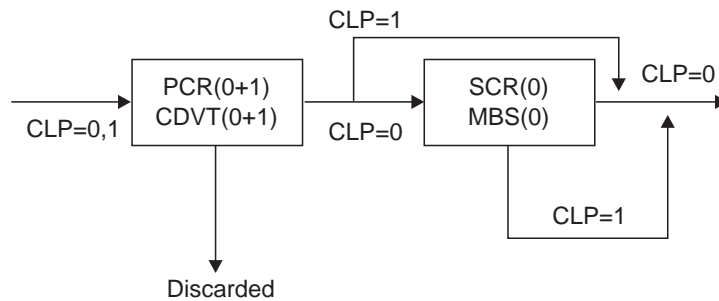 CLP=1
PCR(0+1)
CDVT(0+1)
SCR(0)
MBS(0)
CLP=0
CLP=0,1
CLP=0
CLP=1
Discarded